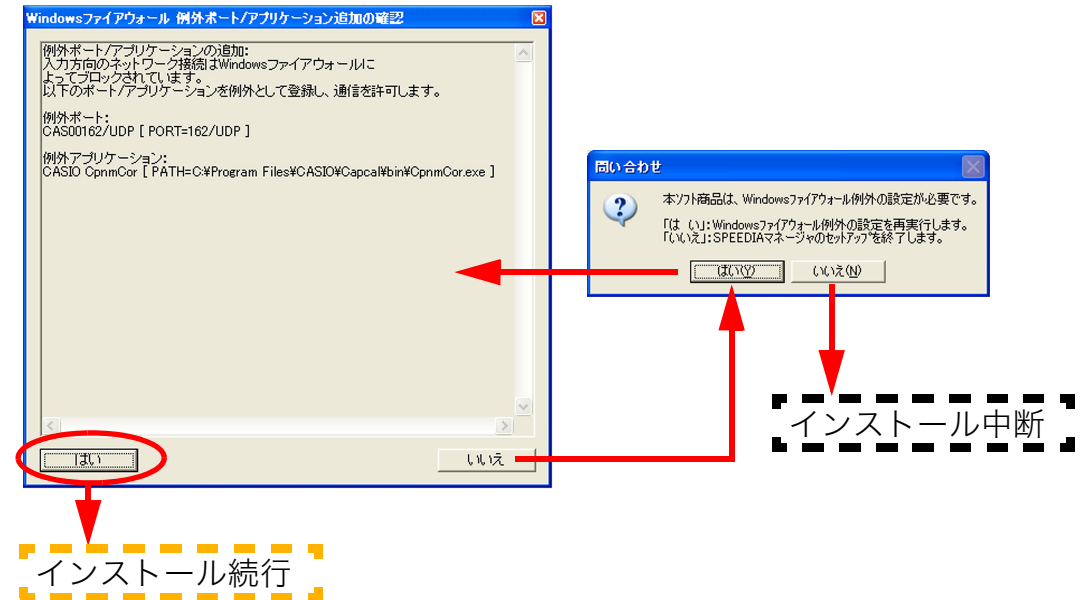 Windowsファイアウォール 例外ポート/アプリケーション追加の確認
例外ポート/アプリケーションの追加:
入力方向のネットワーク接続はWindowsファイアウォールに
よってブロックされています。
以下のポート/アプリケーションを例外として登録し、通信を許可します。
例外ポート:
CAS00162/UDP [ PORT=162/UDP ]
例外アプリケーション:
CASIO CpnmCor [ PATH=C:¥Program Files¥CASIO¥Capcal¥bin¥CpnmCor.exe ]
はい
いいえ
問い合わせ
本ソフト商品は、Windowsファイアウォール例外の設定が必要です。
「は い」:Windowsファイアウォール例外の設定を再実行します。
「いいえ」:SPEEDIAマネージャのセットアップを終了します。
はい(Y)
いいえ(N)
インストール中断
インストール続行